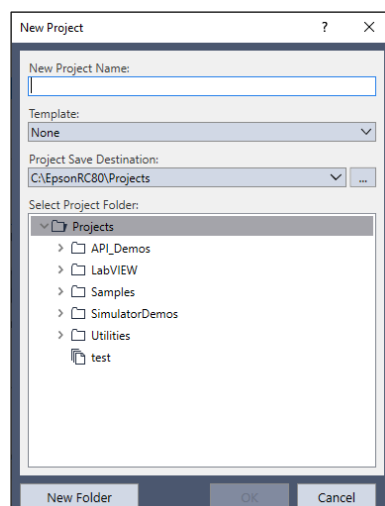 New Project ? ×
New Project Name:
Template:
None
Project Save Destination:
C:\EpsonRC80\Projects ...
Select Project Folder:
Projects
API_Demos
LabVIEW
Samples
SimulatorDemos
Utilities
test
New Folder OK Cancel